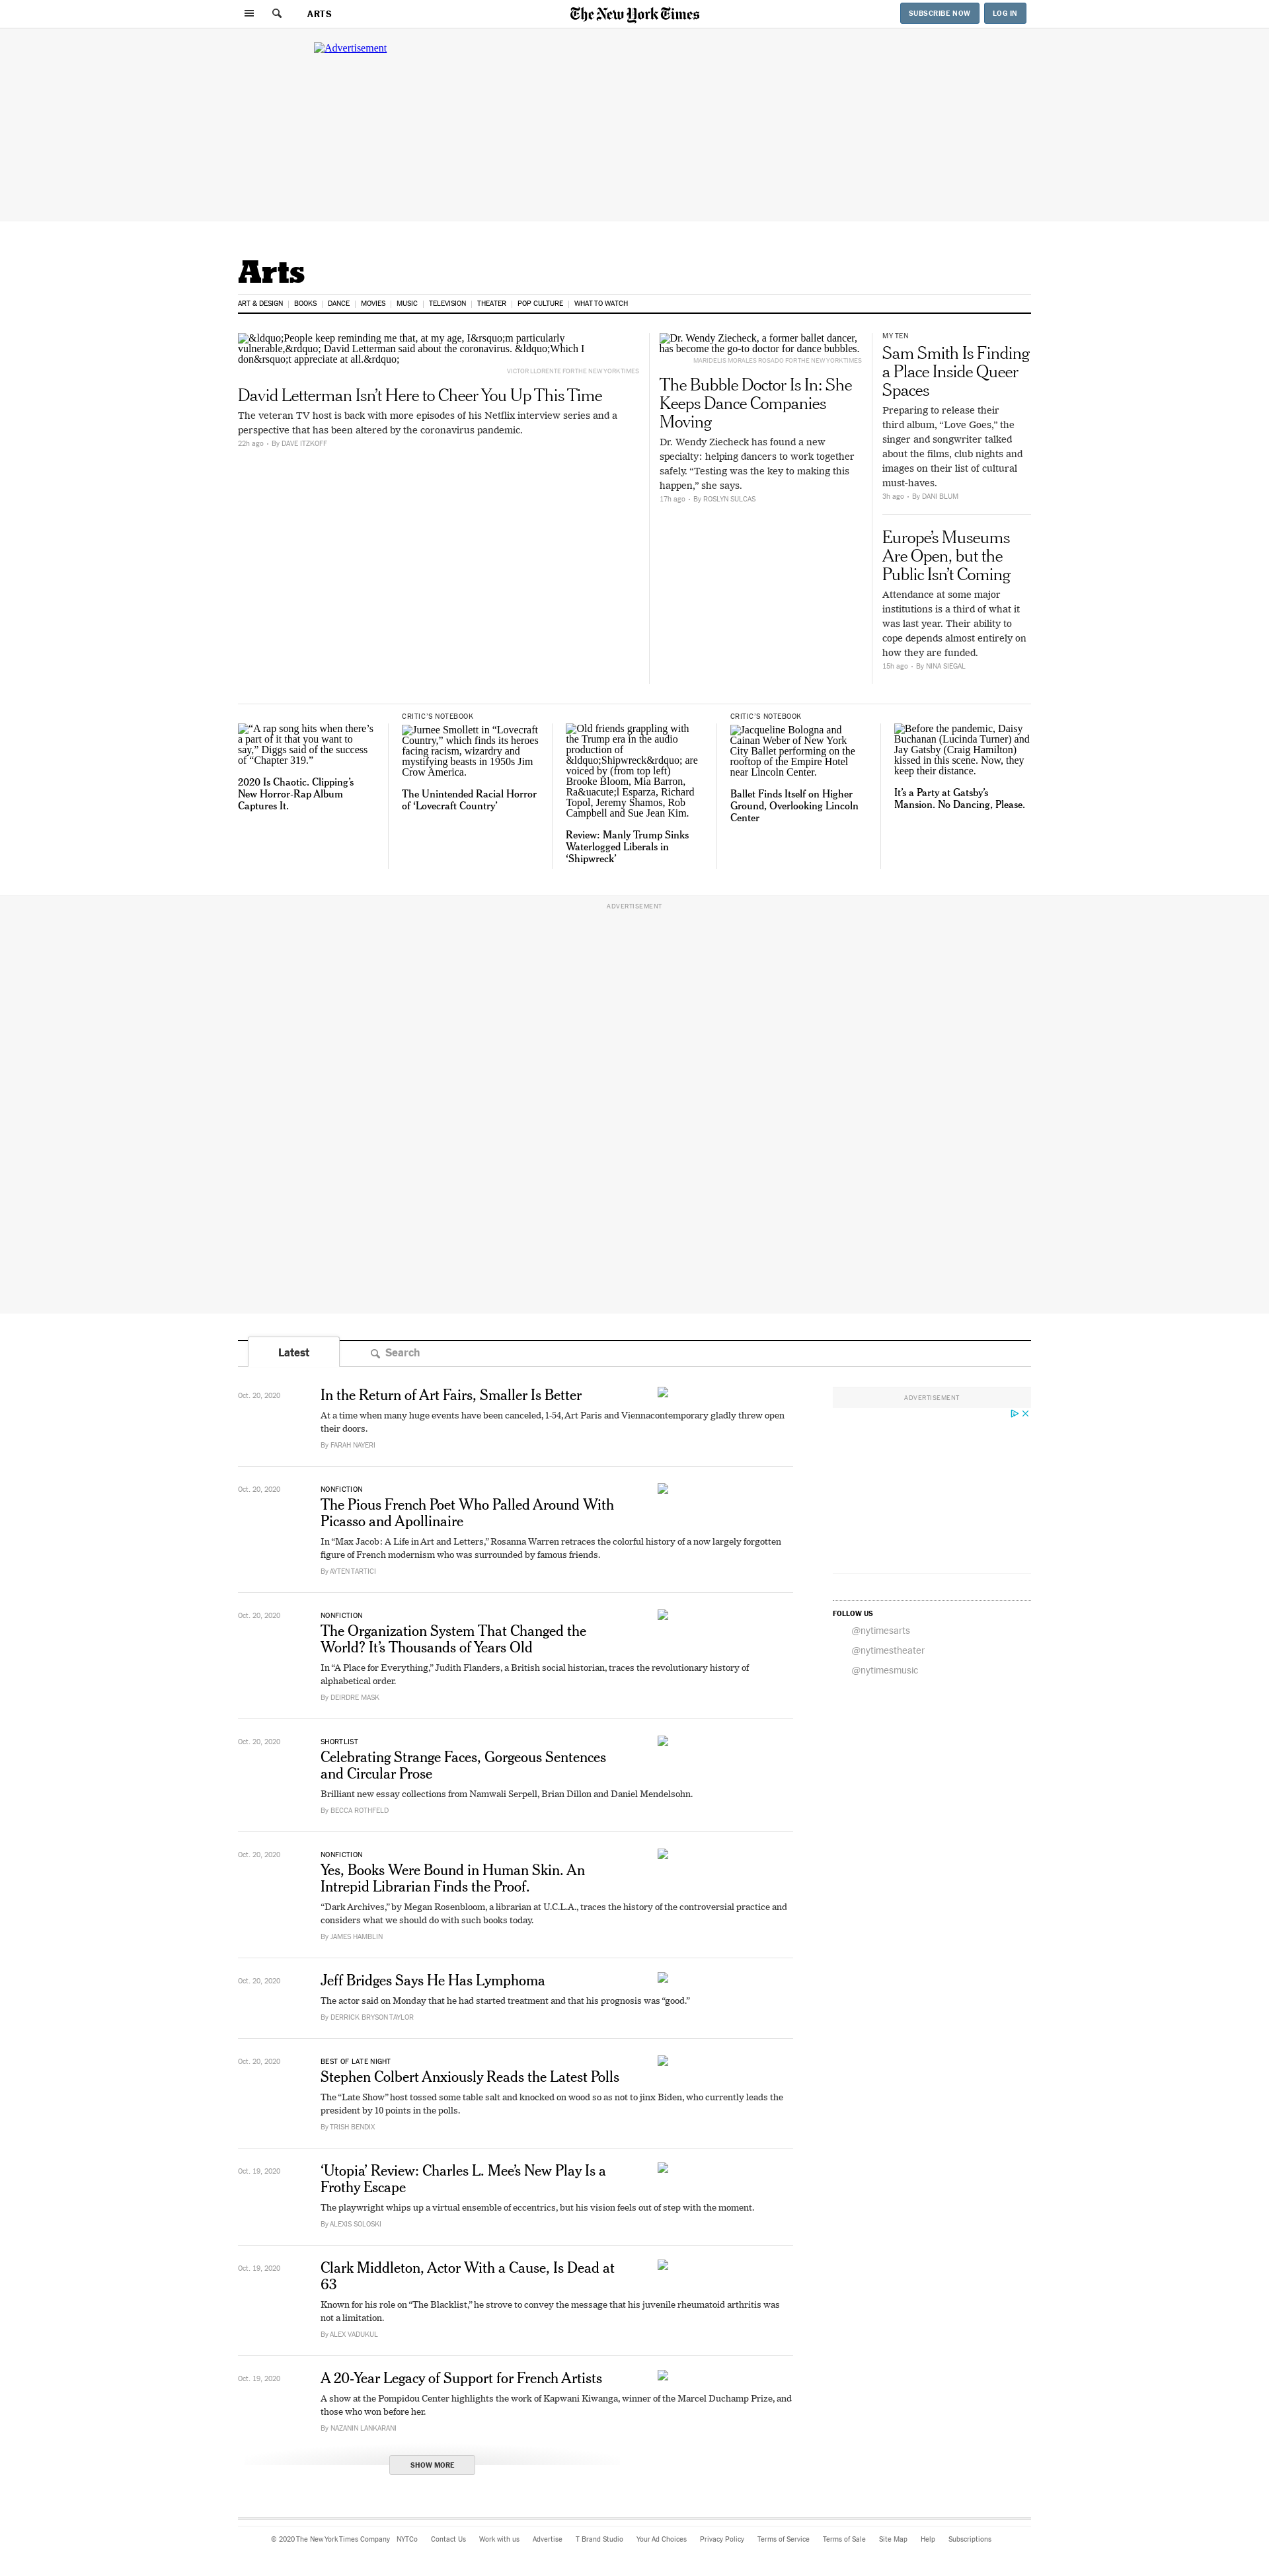 ARTS
The New York Times
SUBSCRIBE NOW
LOG IN
Advertisement
Arts
ART & DESIGN
BOOKS
DANCE
MOVIES
MUSIC
TELEVISION
THEATER
POP CULTURE
WHAT TO WATCH
&ldquo;People keep reminding me that, at my age, I&rsquo;m particularly
vulnerable,&rdquo; David Letterman said about the coronavirus. &ldquo;Which I
don&rsquo;t appreciate at all.&rdquo;
VICTOR LLORENTE FOR THE NEW YORK TIMES
David Letterman Isn’t Here to Cheer You Up This Time
The veteran TV host is back with more episodes of his Netflix interview series and a
perspective that has been altered by the coronavirus pandemic.
22h ago • By DAVE ITZKOFF
Dr. Wendy Ziecheck, a former ballet dancer,
has become the go-to doctor for dance bubbles.
MARIDELIS MORALES ROSADO FOR THE NEW YORK TIMES
The Bubble Doctor Is In: She
Keeps Dance Companies
Moving
Dr. Wendy Ziecheck has found a new
specialty: helping dancers to work together
safely. “Testing was the key to making this
happen,” she says.
17h ago • By ROSLYN SULCAS
MY TEN
Sam Smith Is Finding
a Place Inside Queer
Spaces
Preparing to release their
third album, “Love Goes,” the
singer and songwriter talked
about the films, club nights and
images on their list of cultural
must-haves.
3h ago • By DANI BLUM
Europe’s Museums
Are Open, but the
Public Isn’t Coming
Attendance at some major
institutions is a third of what it
was last year. Their ability to
cope depends almost entirely on
how they are funded.
15h ago • By NINA SIEGAL
“A rap song hits when there’s
a part of it that you want to
say,” Diggs said of the success
of “Chapter 319.”
2020 Is Chaotic. Clipping’s
New Horror-Rap Album
Captures It.
CRITIC’S NOTEBOOK
Jurnee Smollett in “Lovecraft
Country,” which finds its heroes
facing racism, wizardry and
mystifying beasts in 1950s Jim
Crow America.
The Unintended Racial Horror
of ‘Lovecraft Country’
Old friends grappling with
the Trump era in the audio
production of
&ldquo;Shipwreck&rdquo; are
voiced by (from top left)
Brooke Bloom, Mia Barron,
Ra&uacute;l Esparza, Richard
Topol, Jeremy Shamos, Rob
Campbell and Sue Jean Kim.
Review: Manly Trump Sinks
Waterlogged Liberals in
‘Shipwreck’
CRITIC’S NOTEBOOK
Jacqueline Bologna and
Cainan Weber of New York
City Ballet performing on the
rooftop of the Empire Hotel
near Lincoln Center.
Ballet Finds Itself on Higher
Ground, Overlooking Lincoln
Center
Before the pandemic, Daisy
Buchanan (Lucinda Turner) and
Jay Gatsby (Craig Hamilton)
kissed in this scene. Now, they
keep their distance.
It’s a Party at Gatsby’s
Mansion. No Dancing, Please.
ADVERTISEMENT
Latest
Search
Oct. 20, 2020
In the Return of Art Fairs, Smaller Is Better
At a time when many huge events have been canceled, 1-54, Art Paris and Viennacontemporary gladly threw open
their doors.
By FARAH NAYERI
Oct. 20, 2020
NONFICTION
The Pious French Poet Who Palled Around With
Picasso and Apollinaire
In “Max Jacob: A Life in Art and Letters,” Rosanna Warren retraces the colorful history of a now largely forgotten
figure of French modernism who was surrounded by famous friends.
By AYTEN TARTICI
Oct. 20, 2020
NONFICTION
The Organization System That Changed the
World? It’s Thousands of Years Old
In “A Place for Everything,” Judith Flanders, a British social historian, traces the revolutionary history of
alphabetical order.
By DEIRDRE MASK
Oct. 20, 2020
SHORTLIST
Celebrating Strange Faces, Gorgeous Sentences
and Circular Prose
Brilliant new essay collections from Namwali Serpell, Brian Dillon and Daniel Mendelsohn.
By BECCA ROTHFELD
Oct. 20, 2020
NONFICTION
Yes, Books Were Bound in Human Skin. An
Intrepid Librarian Finds the Proof.
“Dark Archives,” by Megan Rosenbloom, a librarian at U.C.L.A., traces the history of the controversial practice and
considers what we should do with such books today.
By JAMES HAMBLIN
Oct. 20, 2020
Jeff Bridges Says He Has Lymphoma
The actor said on Monday that he had started treatment and that his prognosis was “good.”
By DERRICK BRYSON TAYLOR
Oct. 20, 2020
BEST OF LATE NIGHT
Stephen Colbert Anxiously Reads the Latest Polls
The “Late Show” host tossed some table salt and knocked on wood so as not to jinx Biden, who currently leads the
president by 10 points in the polls.
By TRISH BENDIX
Oct. 19, 2020
‘Utopia’ Review: Charles L. Mee’s New Play Is a
Frothy Escape
The playwright whips up a virtual ensemble of eccentrics, but his vision feels out of step with the moment.
By ALEXIS SOLOSKI
Oct. 19, 2020
Clark Middleton, Actor With a Cause, Is Dead at
63
Known for his role on “The Blacklist,” he strove to convey the message that his juvenile rheumatoid arthritis was
not a limitation.
By ALEX VADUKUL
Oct. 19, 2020
A 20-Year Legacy of Support for French Artists
A show at the Pompidou Center highlights the work of Kapwani Kiwanga, winner of the Marcel Duchamp Prize, and
those who won before her.
By NAZANIN LANKARANI
SHOW MORE
ADVERTISEMENT
FOLLOW US
@nytimesarts
@nytimestheater
@nytimesmusic
© 2020 The New York Times Company
NYTCo
Contact Us
Work with us
Advertise
T Brand Studio
Your Ad Choices
Privacy Policy
Terms of Service
Terms of Sale
Site Map
Help
Subscriptions